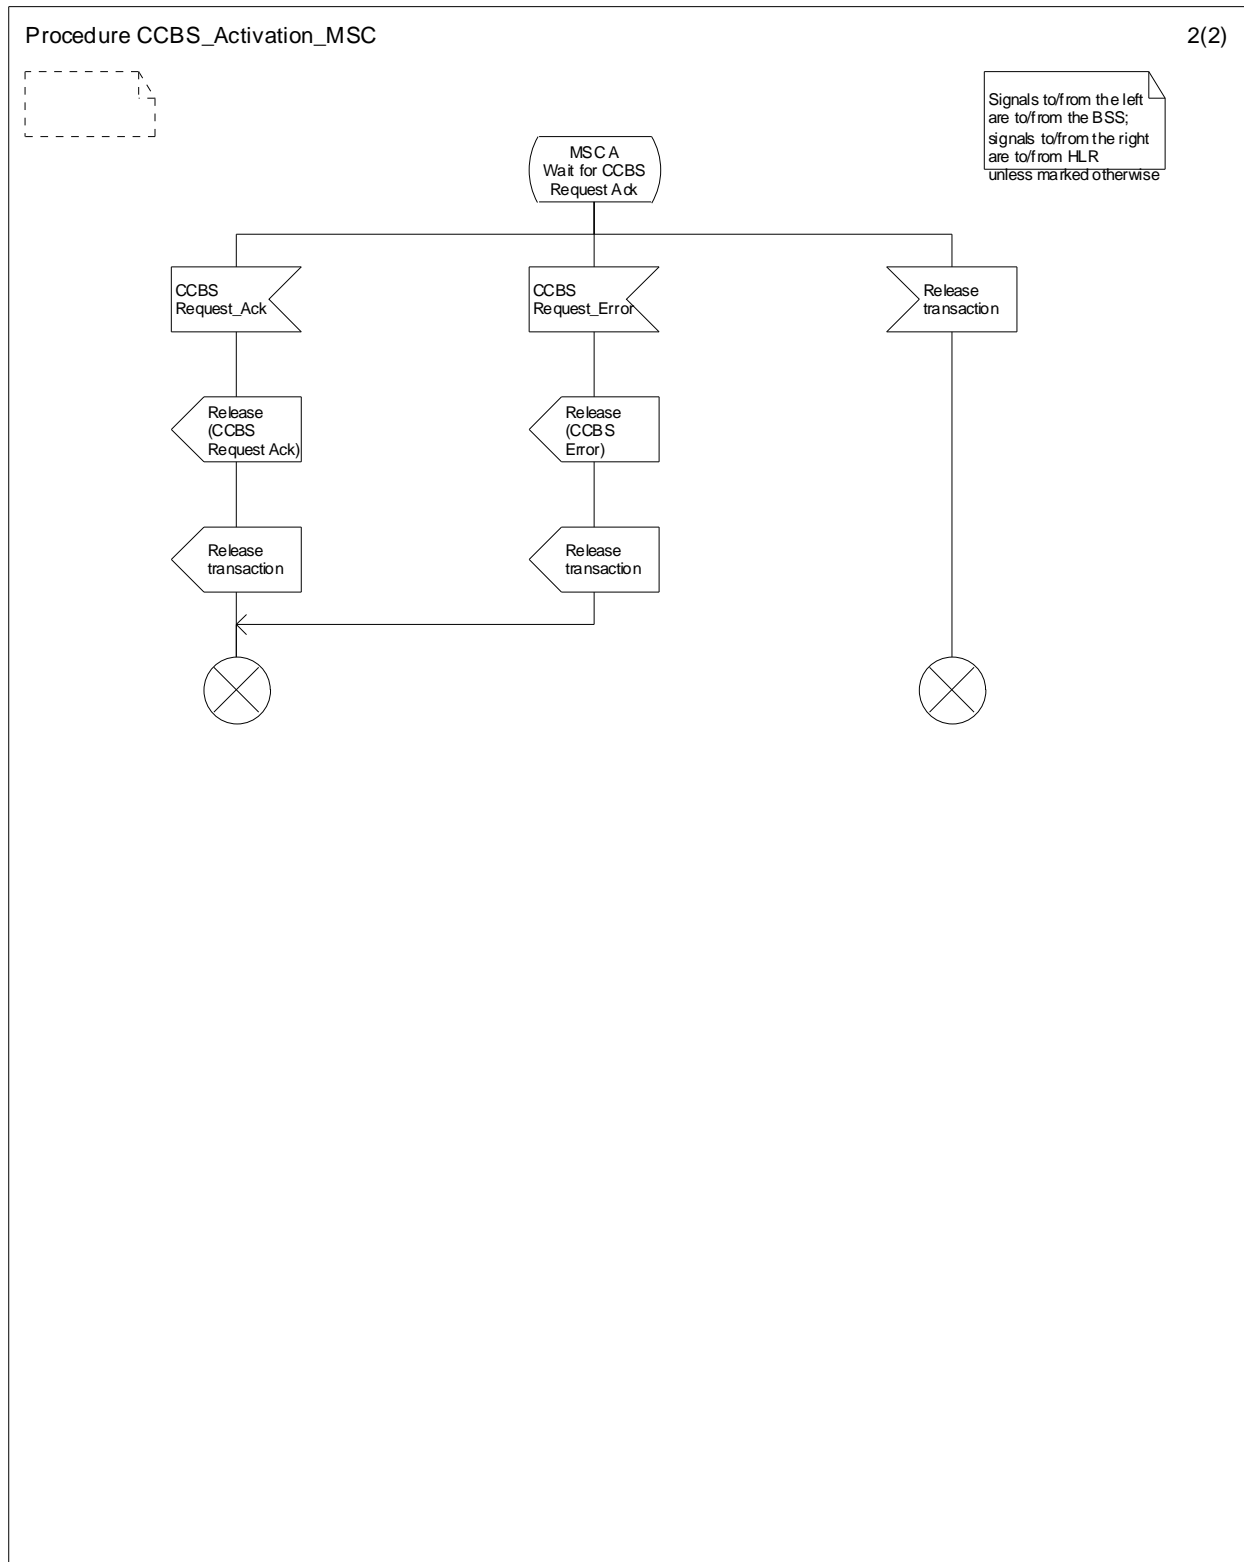 Procedure CCBS_Activation_MSC
2(2)
Signals to/from the left
are to/from the BSS;
signals to/from the right
are to/from HLR
unless marked otherwise
MSC A
Wait for CCBS
Request Ack
CCBS
Request_Ack
CCBS
Request_Error
Release
transaction
Release
(CCBS
Request Ack)
Release
(CCBS
Error)
Release
transaction
Release
transaction